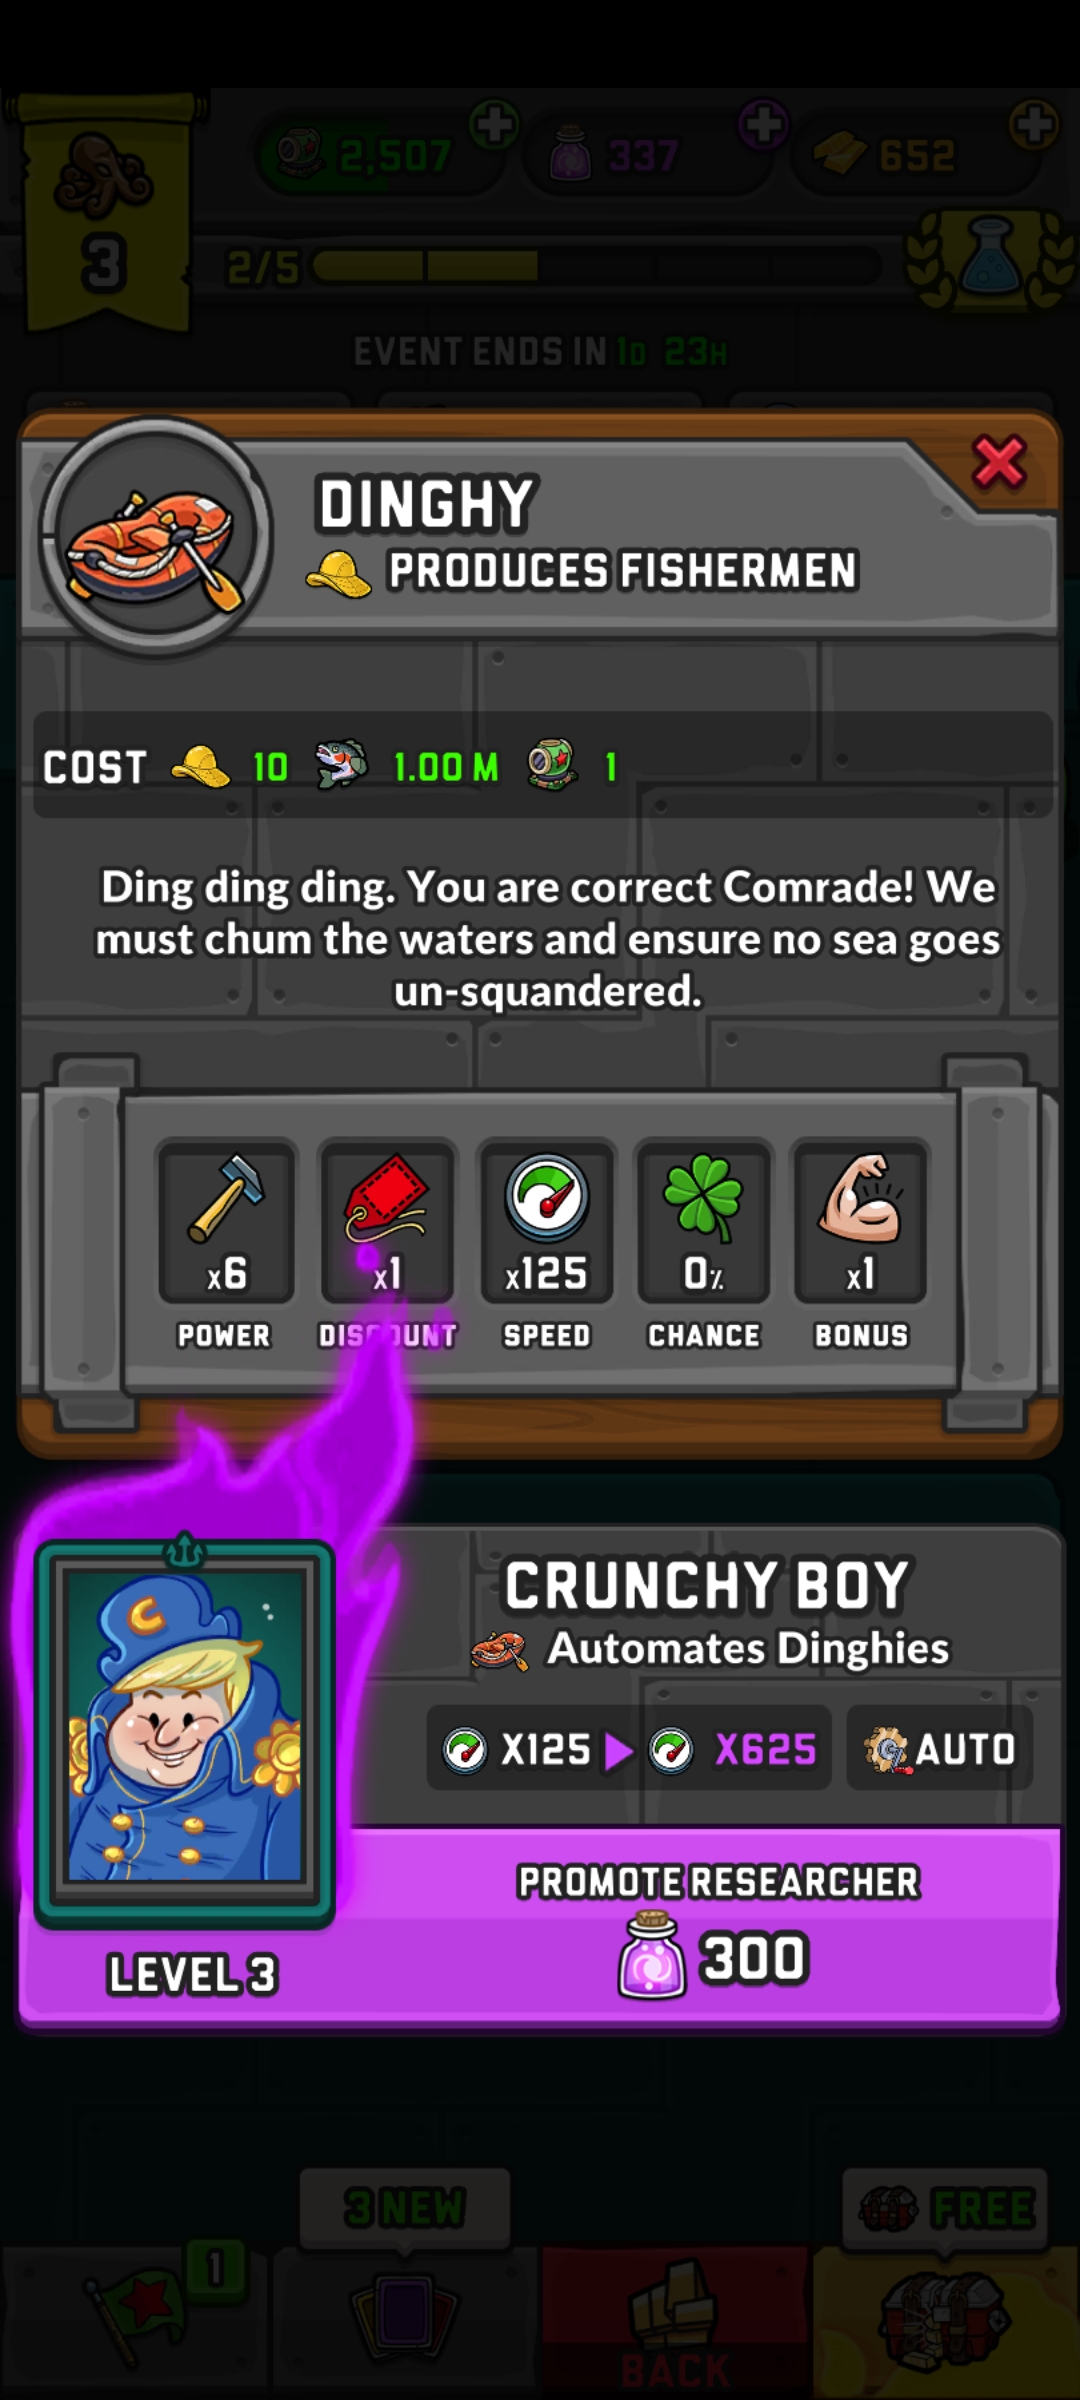 2,507 337 652
3
2/5
EVENT ENDS IN 1D 23H
DINGHY
PRODUCES FISHERMEN
COST 10 1.00 M 1
Ding ding ding. You are correct Comrade! We
must chum the waters and ensure no sea goes
un-squandered.
x6 x1 x125 0% x1
POWER DISCOUNT SPEED CHANCE BONUS
C
CRUNCHY BOY
Automates Dinghies
X125 X625 AUTO
PROMOTE RESEARCHER
300
LEVEL 3
3 NEW FREE
1
BACK